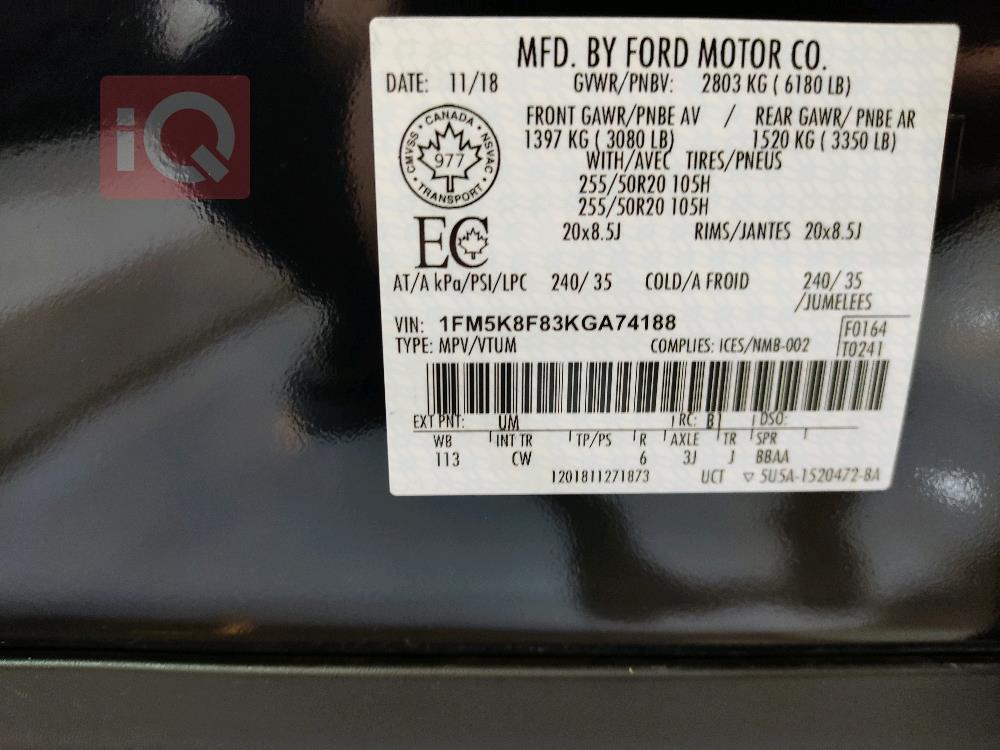 iQ
MFD. BY FORD MOTOR CO.
DATE: 11/18 GVWR/PNBV: 2803 KG ( 6180 LB)
FRONT GAWR/PNBE AV / REAR GAWR/ PNBE AR
1397 KG ( 3080 LB) 1520 KG ( 3350 LB)
WITH/AVEC TIRES/PNEUS
255/50R20 105H
255/50R20 105H
20x8.5J RIMS/JANTES 20x8.5J
CANADA
CMVSS 977 NSVAC
TRANSPORT
EC
AT/A kPa/PSI/LPC 240/ 35 COLD/A FROID 240/ 35
/JUMELEES
VIN: 1FM5K8F83KGA74188 F0164
TYPE: MPV/VTUM COMPLIES: ICES/NMB-002 T0241
EXT PNT: UM RC: B DSO:
WB INT TR TP/PS R AXLE TR SPR
113 CW 6 3J J BBAA
1201811271873 UCT ▽ 5U5A-1520472-BA